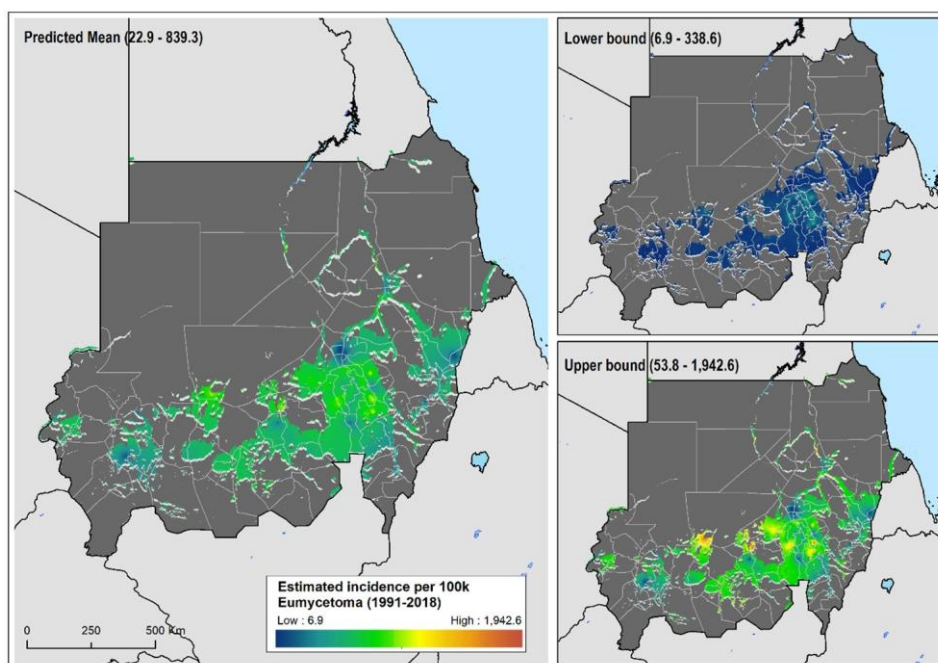 Predicted Mean (22.9 - 839.3)
Lower bound (6.9 - 338.6)
Upper bound (53.8 - 1,942.6)
Estimated incidence per 100k
Eumycetoma (1991-2018)
Low : 6.9 High : 1,942.6
0 250 500 Km